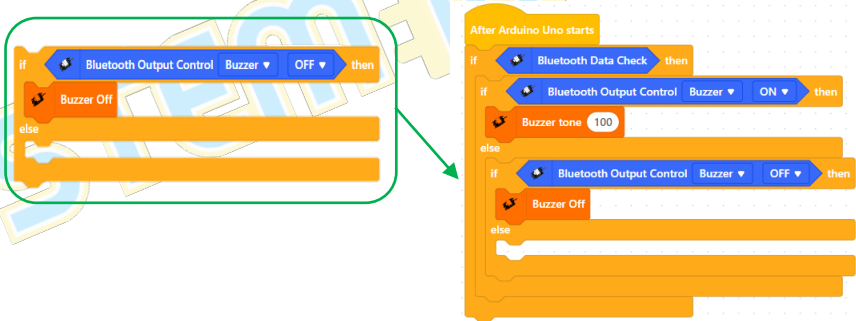 if Bluetooth Output Control Buzzer ▼ OFF ▼ then
Buzzer Off
else
After Arduino Uno starts
if Bluetooth Data Check then
if Bluetooth Output Control Buzzer ▼ ON ▼ then
Buzzer tone 100
else
if Bluetooth Output Control Buzzer ▼ OFF ▼ then
Buzzer Off
else